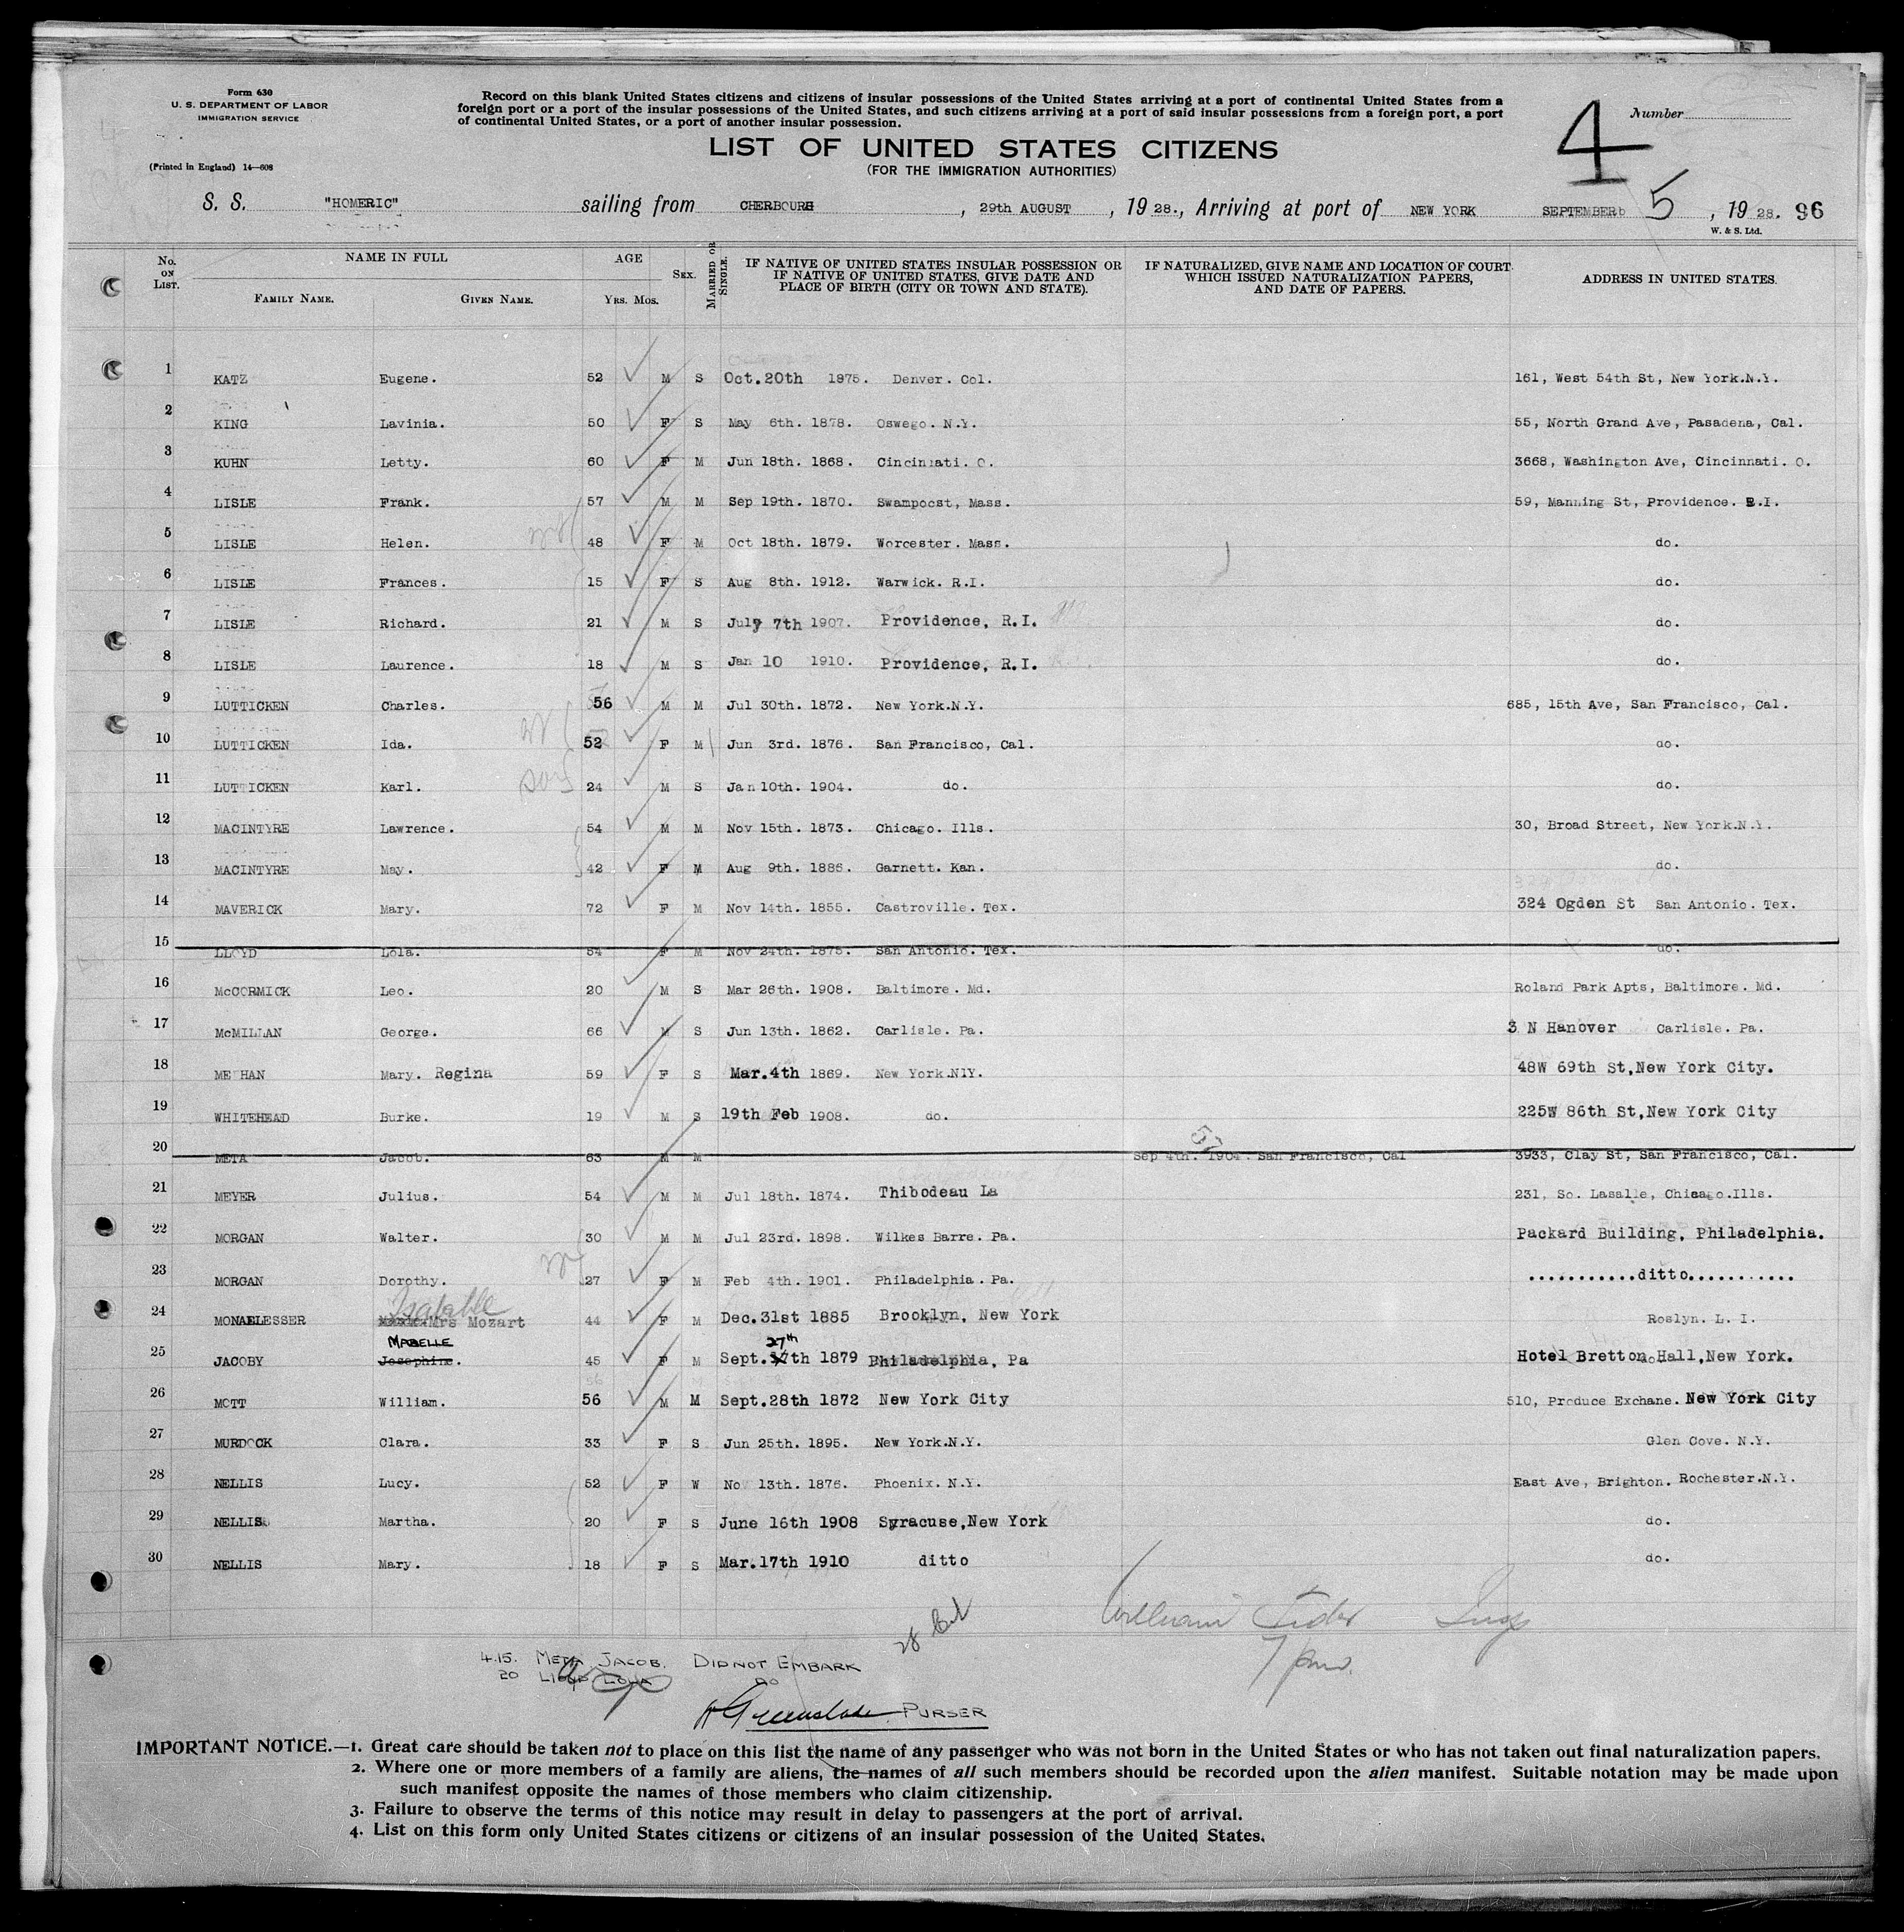 Form 630
U. S. DEPARTMENT OF LABOR
IMMIGRATION SERVICE
(Printed in England) 14—608
Record on this blank United States citizens and citizens of insular possessions of the United States arriving at a port of continental United States from a
foreign port or a port of the insular possessions of the United States, and such citizens arriving at a port of said insular possessions from a foreign port, a port
of continental United States, or a port of another insular possession.
4 Number
LIST OF UNITED STATES CITIZENS
(FOR THE IMMIGRATION AUTHORITIES)
S. S. "HOMERIC" sailing from CHERBOURG, 29th AUGUST, 1928., Arriving at port of NEW YORK SEPTEMBER 5, 1928. 96
W. & S. Ltd.
No. ON LIST. NAME IN FULL AGE SEX. MARRIED OR SINGLE. IF NATIVE OF UNITED STATES INSULAR POSSESSION OR IF NATIVE OF UNITED STATES, GIVE DATE AND PLACE OF BIRTH (CITY OR TOWN AND STATE). IF NATURALIZED, GIVE NAME AND LOCATION OF COURT WHICH ISSUED NATURALIZATION PAPERS, AND DATE OF PAPERS. ADDRESS IN UNITED STATES.
FAMILY NAME. GIVEN NAME. YRS. MOS.
1 KATZ Eugene. 52 M S Oct.20th 1875. Denver. Col. 161, West 54th St, New York.N.Y.
2 KING Lavinia. 50 F S May 6th. 1878. Oswego. N.Y. 55, North Grand Ave, Pasadena, Cal.
3 KUHN Letty. 60 F M Jun 18th. 1868. Cincinnati. O. 3668, Washington Ave, Cincinnati. O.
4 LISLE Frank. 57 M M Sep 19th. 1870. Swampocst, Mass. 59, Manning St, Providence. R.I.
5 LISLE Helen. wf 48 F M Oct 18th. 1879. Worcester. Mass. do.
6 LISLE Frances. 15 F S Aug 8th. 1912. Warwick. R.I. do.
7 LISLE Richard. 21 M S July 7th 1907. Providence, R.I. do.
8 LISLE Laurence. 18 M S Jan 10 1910. Providence, R.I. do.
9 LUTTICKEN Charles. 56 M M Jul 30th. 1872. New York.N.Y. 685, 15th Ave, San Francisco, Cal.
10 LUTTICKEN Ida. wf 52 F M Jun 3rd. 1876. San Francisco, Cal. do.
11 LUTTICKEN Karl. son 24 M S Jan 10th. 1904. do. do.
12 MACINTYRE Lawrence. 54 M M Nov 15th. 1873. Chicago. Ills. 30, Broad Street, New York.N.Y.
13 MACINTYRE May. 42 F M Aug 9th. 1886. Garnett. Kan. do.
14 MAVERICK Mary. 72 F M Nov 14th. 1855. Castroville. Tex. 324 Ogden St San Antonio. Tex.
15 LLOYD Lola. 54 F M Nov 24th. 1875. San Antonio. Tex. do.
16 McCORMICK Leo. 20 M S Mar 26th. 1908. Baltimore. Md. Roland Park Apts, Baltimore. Md.
17 McMILLAN George. 66 M S Jun 13th. 1862. Carlisle. Pa. 3 N Hanover Carlisle. Pa.
18 MEEHAN Mary. Regina 59 F S Mar.4th 1869. New York.N1Y. 48W 69th St,New York City.
19 WHITEHEAD Burke. 19 M S 19th Feb 1908. do. 225W 86th St,New York City
20 META Jacob. 63 M M Sep 4th. 1904. San Francisco, Cal 3933, Clay St, San Francisco, Cal.
21 MEYER Julius. 54 M M Jul 18th. 1874. Thibodeau La 231, So. Lasalle, Chicago.Ills.
22 MORGAN Walter. 30 M M Jul 23rd. 1898. Wilkes Barre. Pa. Packard Building, Philadelphia.
23 MORGAN Dorothy. 27 F M Feb 4th. 1901. Philadelphia. Pa. ............ditto...........
Isabelle
24 MONAELESSER Mrs Mozart 44 F M Dec.31st 1885 Brooklyn, New York Roslyn. L. I.
MABELLE 27th
25 JACOBY Josephine. 45 F M Sept. th 1879 Philadelphia, Pa Hotel Bretton Hall,New York.
26 MOTT William. 56 M M Sept.28th 1872 New York City 510, Produce Exchane. New York City
27 MURDOCK Clara. 33 F S Jun 25th. 1895. New York.N.Y. Glen Cove. N.Y.
28 NELLIS Lucy. 52 F W Nov 13th. 1876. Phoenix. N.Y. East Ave, Brighton. Rochester.N.Y.
29 NELLIS Martha. 20 F S June 16th 1908 Syracuse,New York do.
30 NELLIS Mary. 18 F S Mar.17th 1910 ditto do.
28 Cit
William
7 pm.
4.15. META JACOB. DID NOT EMBARK
20 LLOYD LOLA DO
PURSER
IMPORTANT NOTICE.—1. Great care should be taken not to place on this list the name of any passenger who was not born in the United States or who has not taken out final naturalization papers.
2. Where one or more members of a family are aliens, the names of all such members should be recorded upon the alien manifest. Suitable notation may be made upon
such manifest opposite the names of those members who claim citizenship.
3. Failure to observe the terms of this notice may result in delay to passengers at the port of arrival.
4. List on this form only United States citizens or citizens of an insular possession of the United States.